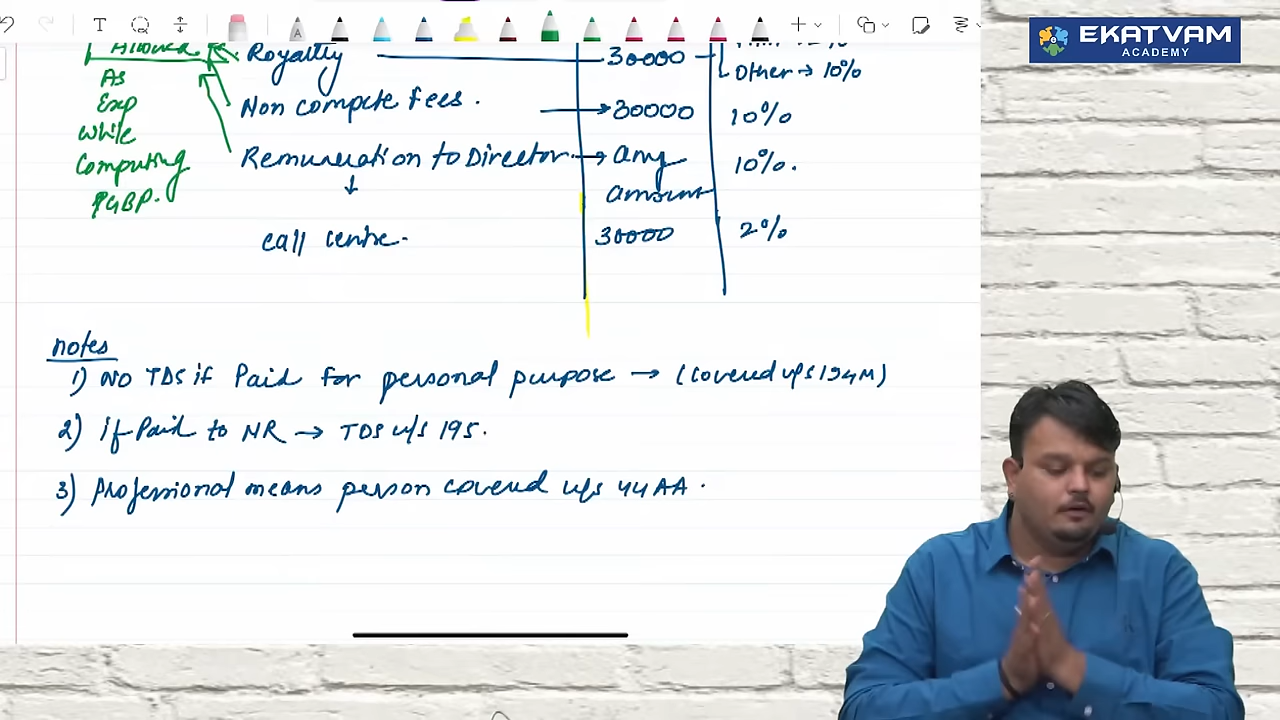 EKATVAM
ACADEMY
Allowed
As
Exp
While
Computing
PGBP.
Royalty 30000
Other → 10%
Non compete fees. → 30000 10%
Remuneration to Director → any amount 10%.
↓
call centre. 30000 2%
notes
1) NO TDS if Paid for personal purpose → (covered u/s 194M)
2) if Paid to NR → TDS u/s 195.
3) Professional means person covered u/s 44AA.